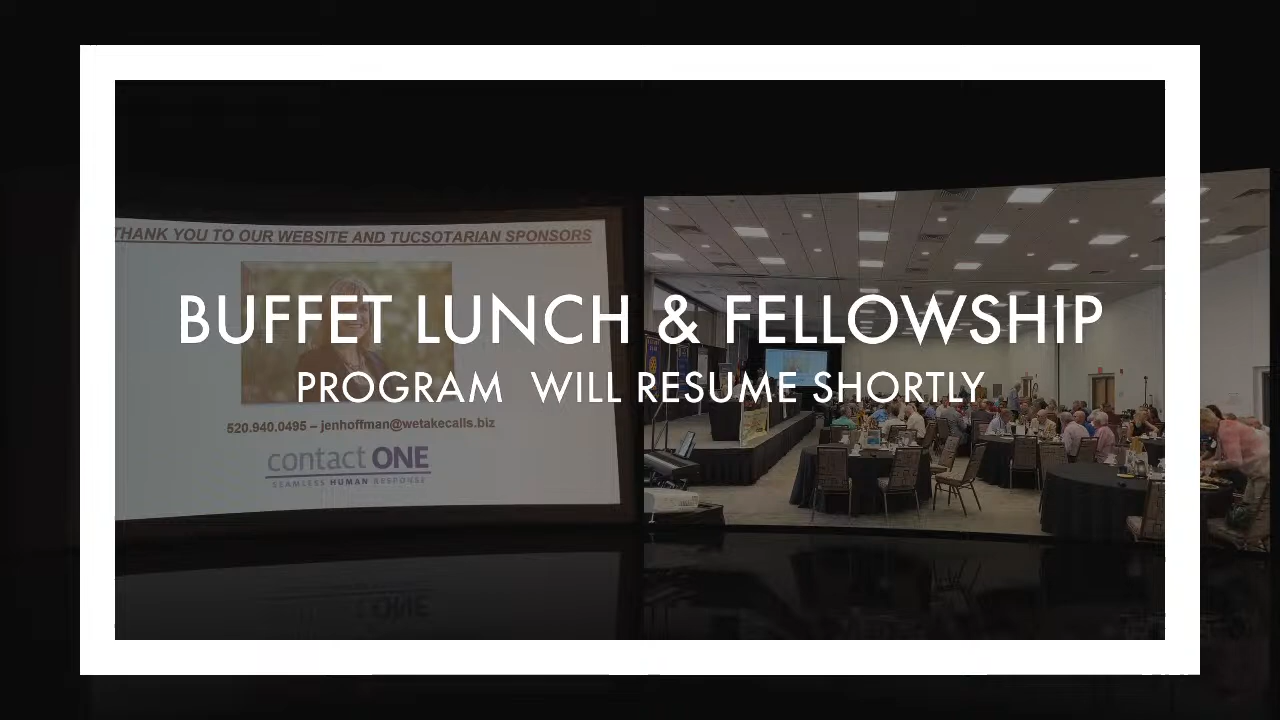 THANK YOU TO OUR WEBSITE AND TUCSOTARIAN SPONSORS
BUFFET LUNCH & FELLOWSHIP
PROGRAM WILL RESUME SHORTLY
520.940.0495 – jenhoffman@wetakecalls.biz
contact ONE
SEAMLESS HUMAN RESPONSE